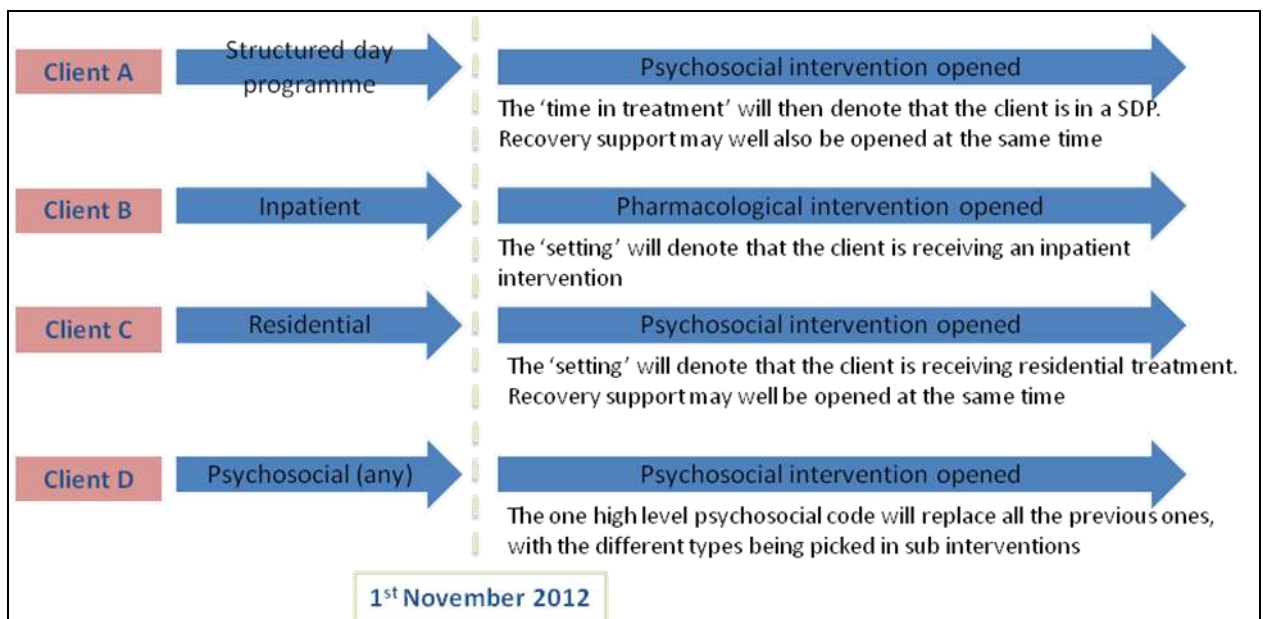 Client A
Structured day
programme
Psychosocial intervention opened
The ‘time in treatment’ will then denote that the client is in a SDP.
Recovery support may well also be opened at the same time
Client B
Inpatient
Pharmacological intervention opened
The ‘setting’ will denote that the client is receiving an inpatient
intervention
Client C
Residential
Psychosocial intervention opened
The ‘setting’ will denote that the client is receiving residential treatment.
Recovery support may well be opened at the same time
Client D
Psychosocial (any)
Psychosocial intervention opened
The one high level psychosocial code will replace all the previous ones,
with the different types being picked in sub interventions
1st November 2012